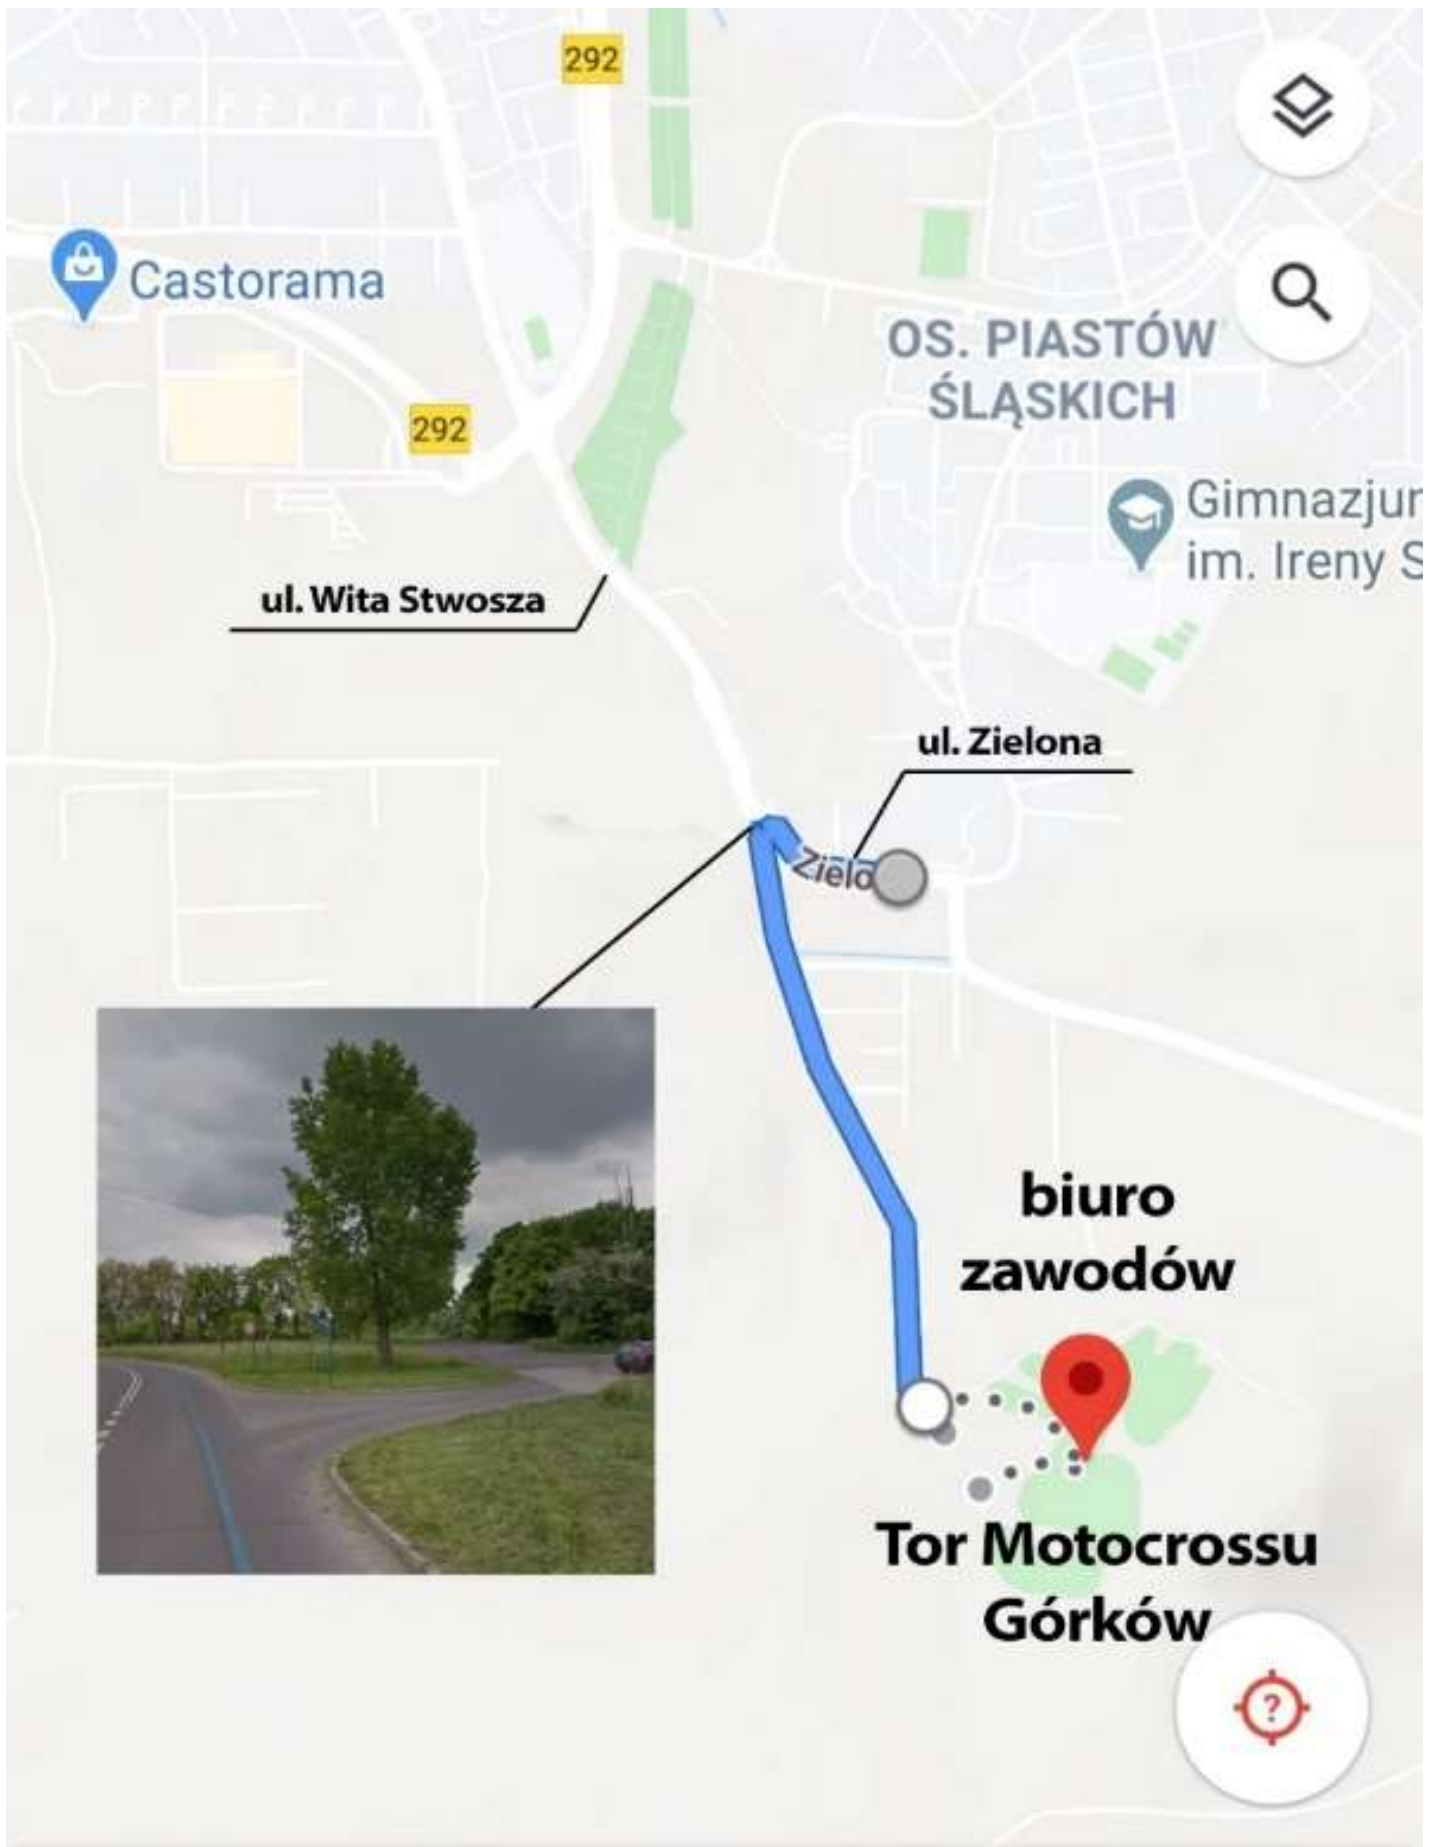 292
Castorama
OS. PIASTÓW
ŚLĄSKICH
292
Gimnazjum
im. Ireny S
ul. Wita Stwosza
ul. Zielona
Zielo
biuro
zawodów
Tor Motocrossu
Górków
?